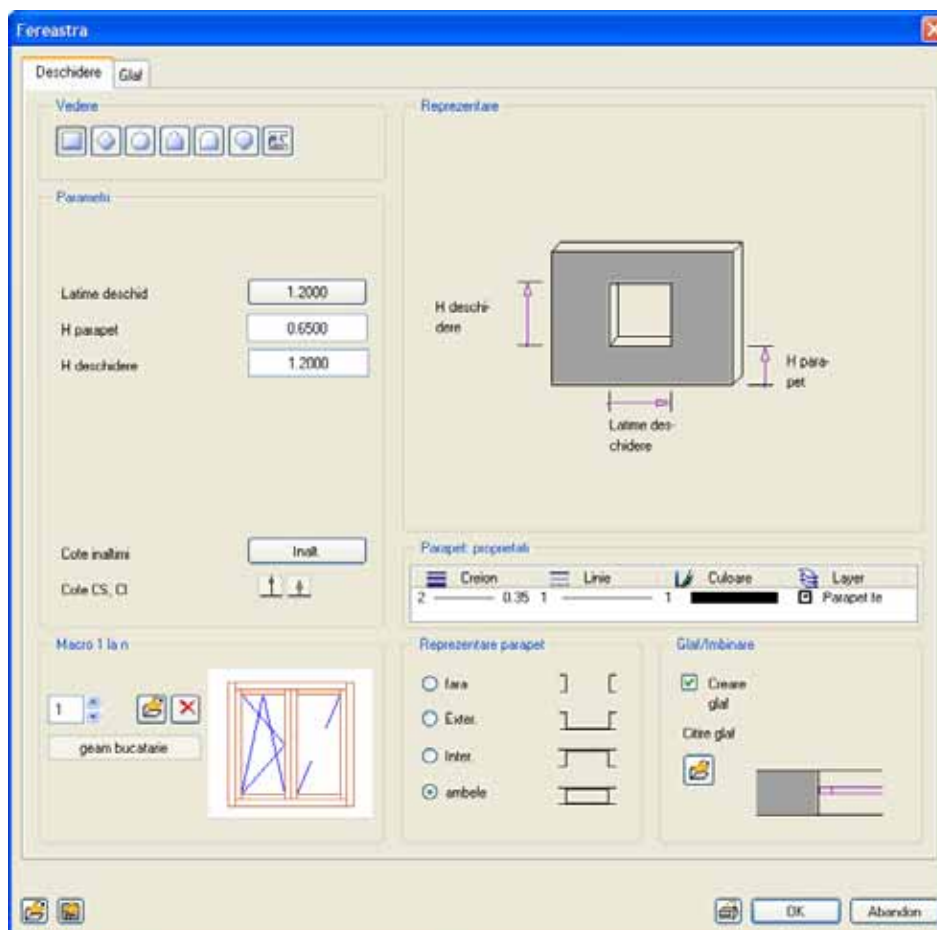 Fereastra
Deschidere
Glaf
Vedere
Parametri
Latime deschid
1.2000
H parapet
0.6500
H deschidere
1.2000
Cote inaltimi
Inalt.
Cote CS, CI
Reprezentare
H deschi-
dere
H para-
pet
Latime des-
chidere
Parapet: proprietati
Creion Linie Culoare Layer
2 0.35 1 1 Parapet te
Macro 1 la n
1
geam bucatarie
Reprezentare parapet
fara
Exter.
Inter.
ambele
Glaf/Imbinare
Creare
glaf
Citire glaf
OK
Abandon